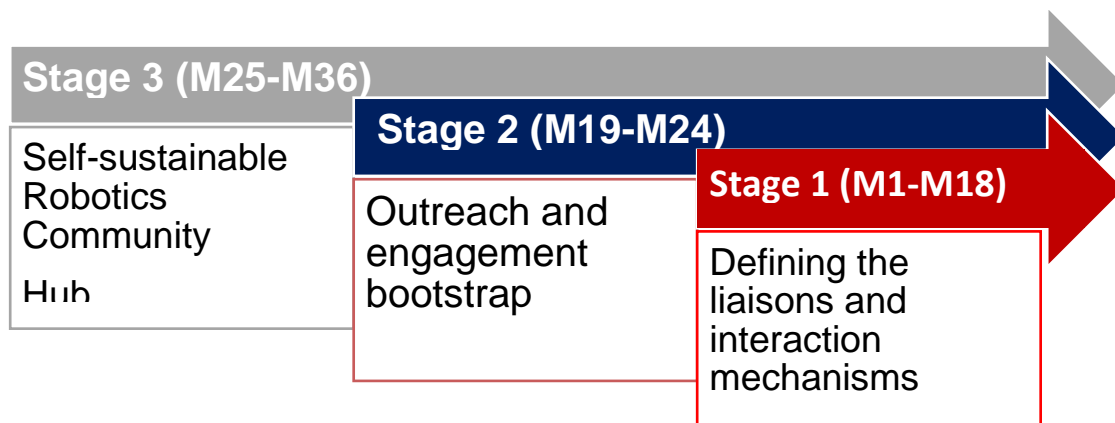 Stage 3 (M25-M36)
Self-sustainable
Robotics
Community
Hub
Stage 2 (M19-M24)
Outreach and
engagement
bootstrap
Stage 1 (M1-M18)
Defining the
liaisons and
interaction
mechanisms